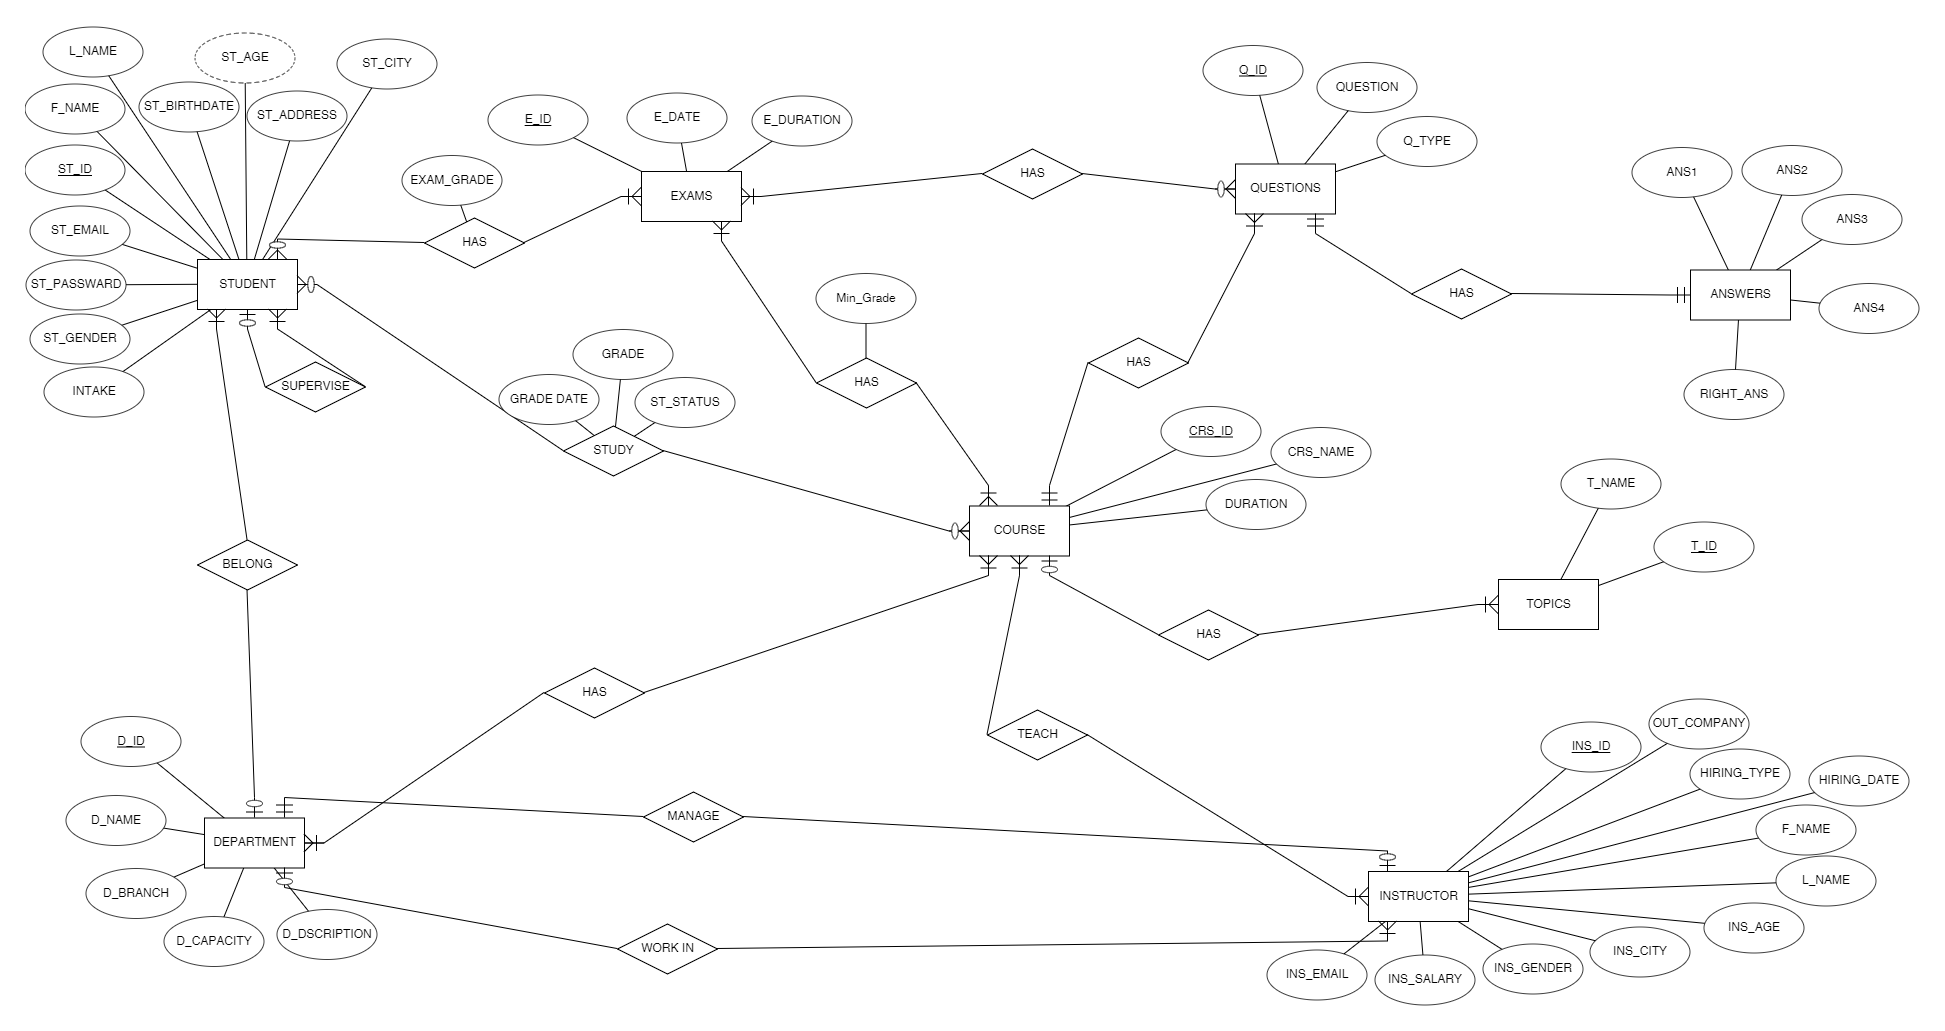 L_NAME
ST_AGE
ST_CITY
F_NAME
ST_BIRTHDATE
ST_ADDRESS
ST_ID
ST_EMAIL
ST_PASSWARD
ST_GENDER
INTAKE
STUDENT
SUPERVISE
EXAM_GRADE
HAS
E_ID
E_DATE
E_DURATION
EXAMS
HAS
Q_ID
QUESTION
Q_TYPE
QUESTIONS
ANS1
ANS2
ANS3
ANS4
ANSWERS
RIGHT_ANS
HAS
Min_Grade
HAS
HAS
GRADE
GRADE DATE
ST_STATUS
STUDY
CRS_ID
CRS_NAME
DURATION
COURSE
T_NAME
T_ID
TOPICS
HAS
BELONG
HAS
TEACH
D_ID
D_NAME
DEPARTMENT
D_BRANCH
D_CAPACITY
D_DSCRIPTION
MANAGE
WORK IN
INS_ID
OUT_COMPANY
HIRING_TYPE
HIRING_DATE
F_NAME
L_NAME
INSTRUCTOR
INS_AGE
INS_CITY
INS_GENDER
INS_SALARY
INS_EMAIL